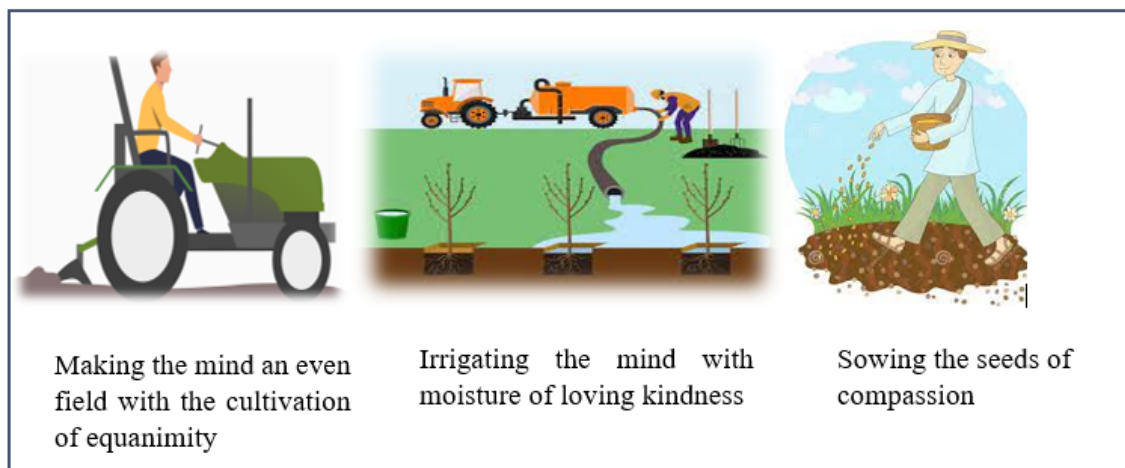 Making the mind an even
field with the cultivation
of equanimity
Irrigating the mind with
moisture of loving kindness
Sowing the seeds of
compassion